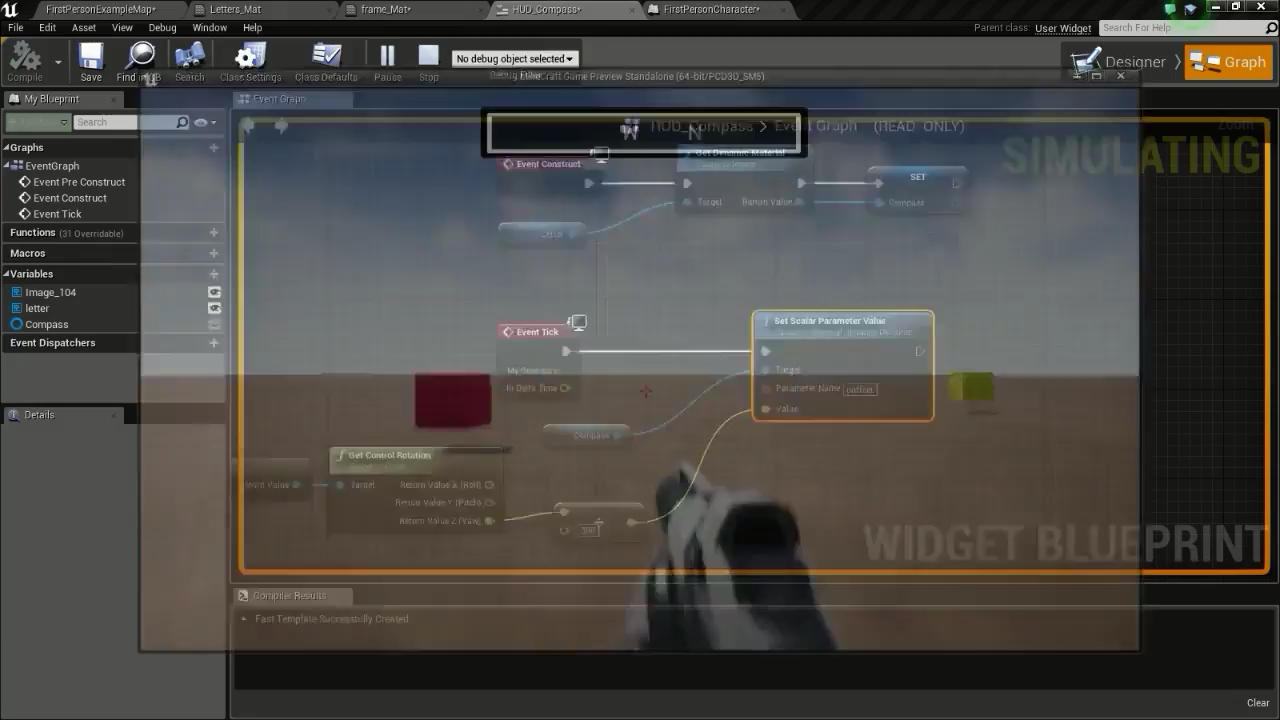 FirstPersonExampleMap*
Letters_Mat
frame_Mat*
HUD_Compass*
FirstPersonCharacter*
File Edit Asset View Debug Window Help
Parent class: User Widget
Search For Help
Compile
Save
Search
Class Settings
Class Defaults
Pause
Stop
No debug object selected
Designer
Graph
My Blueprint
Search
Event Graph
HUD_Compass > Event Graph (READ_ONLY)
Zoom
SIMULATING
W
N
Graphs
EventGraph
Event Pre Construct
Event Construct
Event Tick
Functions (31 Overridable)
Macros
Variables
Image_104
letter
Compass
Event Dispatchers
Details
Event Construct
Get Dynamic Material
Target
Return Value
SET
Compass
Event Tick
My Geometry
In Delta Time
Set Scalar Parameter Value
Target
Parameter Name
Value
Compass
Get Control Rotation
Target
Return Value X (Roll)
Return Value Y (Pitch)
Return Value Z (Yaw)
WIDGET BLUEPRINT
Compiler Results
Fast Template Successfully Created
Clear